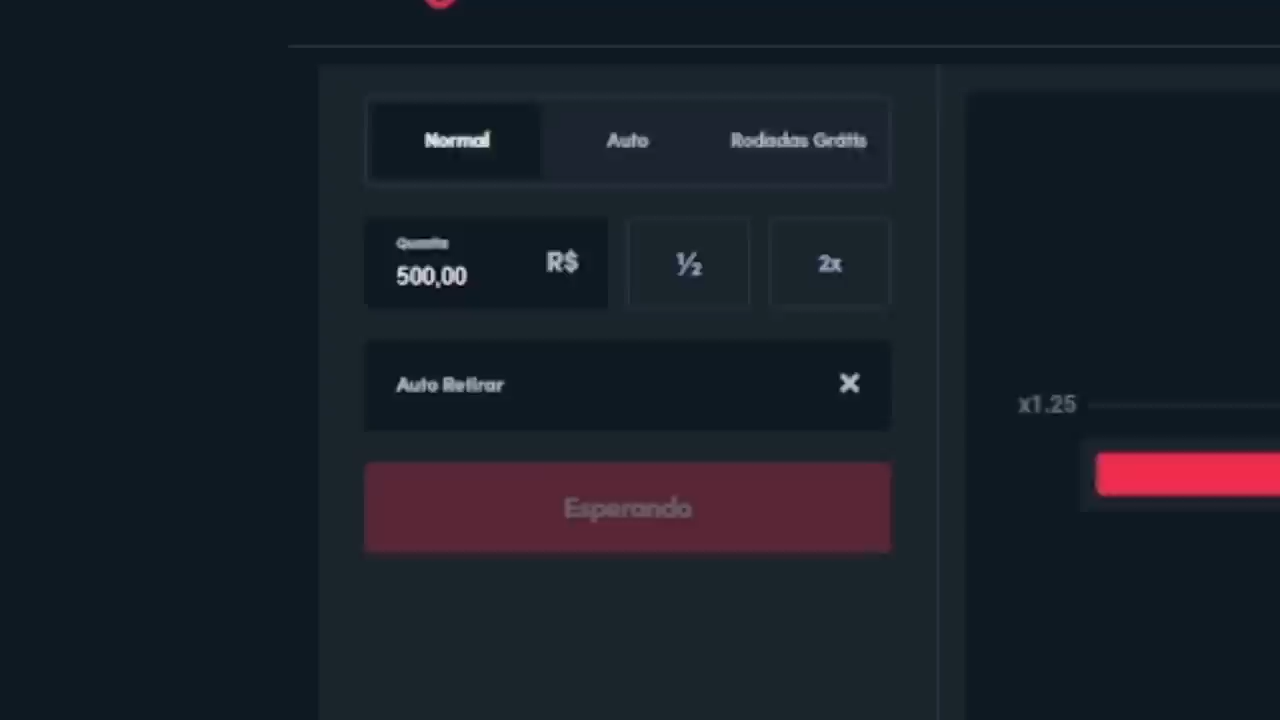 Normal
Auto
Rodadas Grátis
Quantia
500,00
R$
½
2x
Auto Retirar
x1.25
Esperando